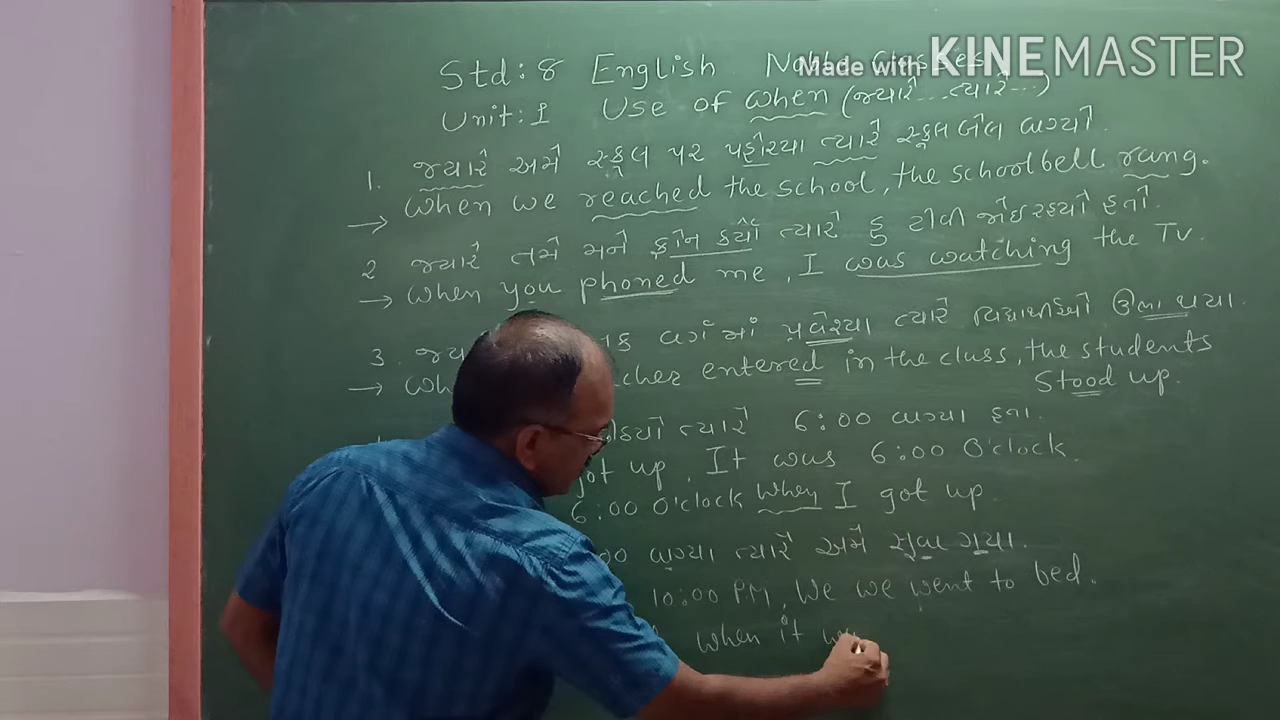 Std: 8 English Classes
Made with KINEMASTER
Unit: 1 Use of when (જ્યારે... ત્યારે...)
1. જ્યારે અમે સ્કુલ પર પહોંચ્યા ત્યારે સ્કુલ બેલ વાગ્યો.
→ When we reached the school, the school bell rang.
2 જ્યારે તમે મને ફોન કર્યો ત્યારે હું ટીવી જોઇ રહ્યો હતો.
→ When you phoned me, I was watching the TV.
3. વર્ગમાં પ્રવેશ્યા ત્યારે વિદ્યાર્થીઓ ઊભા થયા.
→ entered in the class, the students
Stood up.
ત્યારે 6:00 વાગ્યા હતા.
got up, It was 6:00 O'clock.
6:00 O'clock when I got up.
00 વાગ્યા ત્યારે અમે સુવા ગયા.
10:00 PM, We we went to bed.
when it